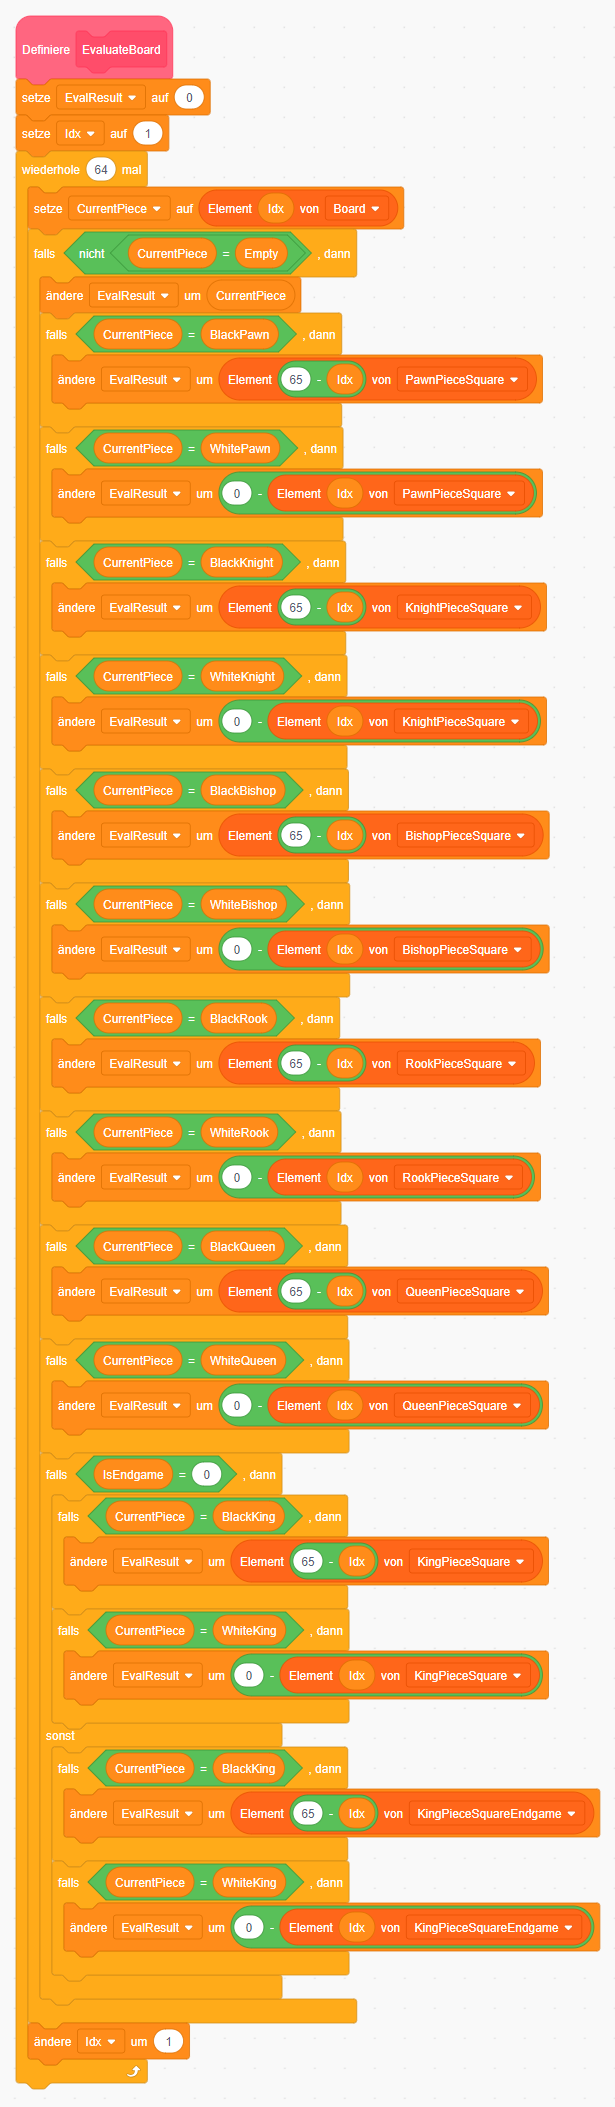 Definiere EvaluateBoard
setze EvalResult auf 0
setze Idx auf 1
wiederhole 64 mal
setze CurrentPiece auf Element Idx von Board
falls nicht CurrentPiece = Empty , dann
ändere EvalResult um CurrentPiece
falls CurrentPiece = BlackPawn , dann
ändere EvalResult um Element 65 - Idx von PawnPieceSquare
falls CurrentPiece = WhitePawn , dann
ändere EvalResult um 0 - Element Idx von PawnPieceSquare
falls CurrentPiece = BlackKnight , dann
ändere EvalResult um Element 65 - Idx von KnightPieceSquare
falls CurrentPiece = WhiteKnight , dann
ändere EvalResult um 0 - Element Idx von KnightPieceSquare
falls CurrentPiece = BlackBishop , dann
ändere EvalResult um Element 65 - Idx von BishopPieceSquare
falls CurrentPiece = WhiteBishop , dann
ändere EvalResult um 0 - Element Idx von BishopPieceSquare
falls CurrentPiece = BlackRook , dann
ändere EvalResult um Element 65 - Idx von RookPieceSquare
falls CurrentPiece = WhiteRook , dann
ändere EvalResult um 0 - Element Idx von RookPieceSquare
falls CurrentPiece = BlackQueen , dann
ändere EvalResult um Element 65 - Idx von QueenPieceSquare
falls CurrentPiece = WhiteQueen , dann
ändere EvalResult um 0 - Element Idx von QueenPieceSquare
falls IsEndgame = 0 , dann
falls CurrentPiece = BlackKing , dann
ändere EvalResult um Element 65 - Idx von KingPieceSquare
falls CurrentPiece = WhiteKing , dann
ändere EvalResult um 0 - Element Idx von KingPieceSquare
sonst
falls CurrentPiece = BlackKing , dann
ändere EvalResult um Element 65 - Idx von KingPieceSquareEndgame
falls CurrentPiece = WhiteKing , dann
ändere EvalResult um 0 - Element Idx von KingPieceSquareEndgame
ändere Idx um 1